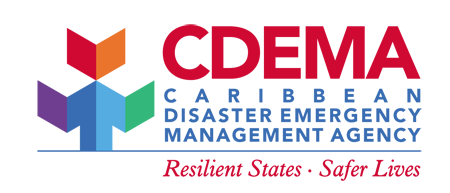 CDEMA
CARIBBEAN
DISASTER EMERGENCY
MANAGEMENT AGENCY
Resilient States · Safer Lives